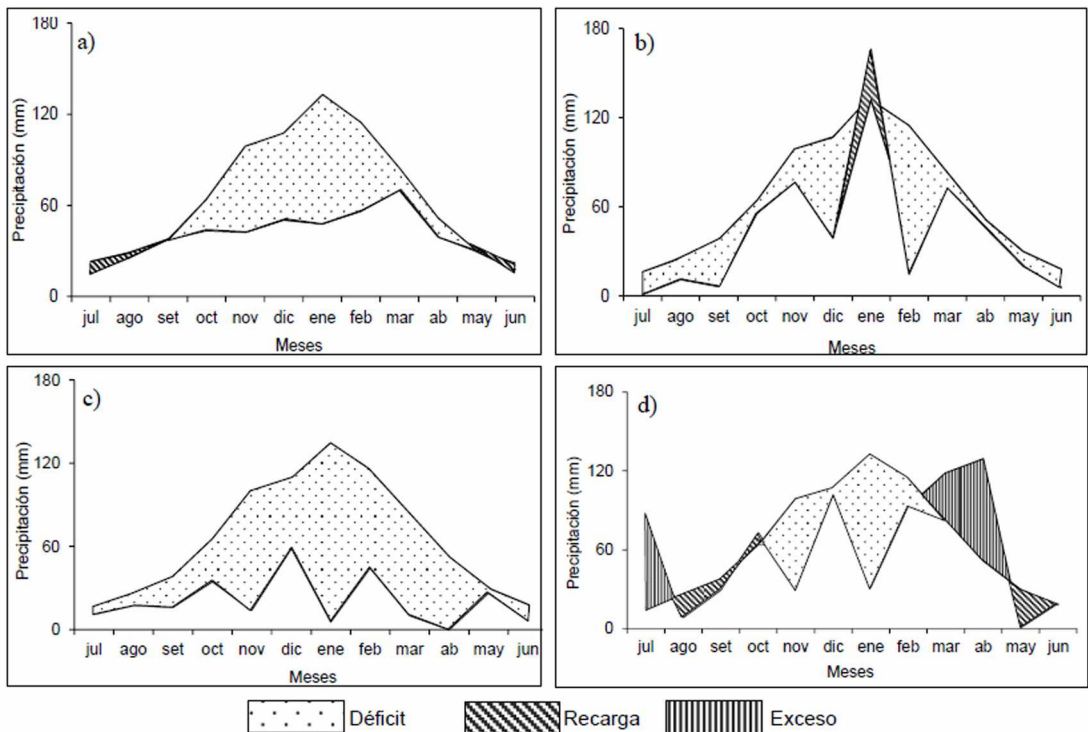 a)
180
120
60
0
Precipitación (mm)
jul ago set oct nov dic ene feb mar ab may jun
Meses
b)
180
120
60
0
Precipitación (mm)
jul ago set oct nov dic ene feb mar ab may jun
Meses
c)
180
120
60
0
Precipitación (mm)
jul ago set oct nov dic ene feb mar ab may jun
Meses
d)
180
120
60
0
Precipitación (mm)
jul ago set oct nov dic ene feb mar ab may jun
Meses
Déficit Recarga Exceso